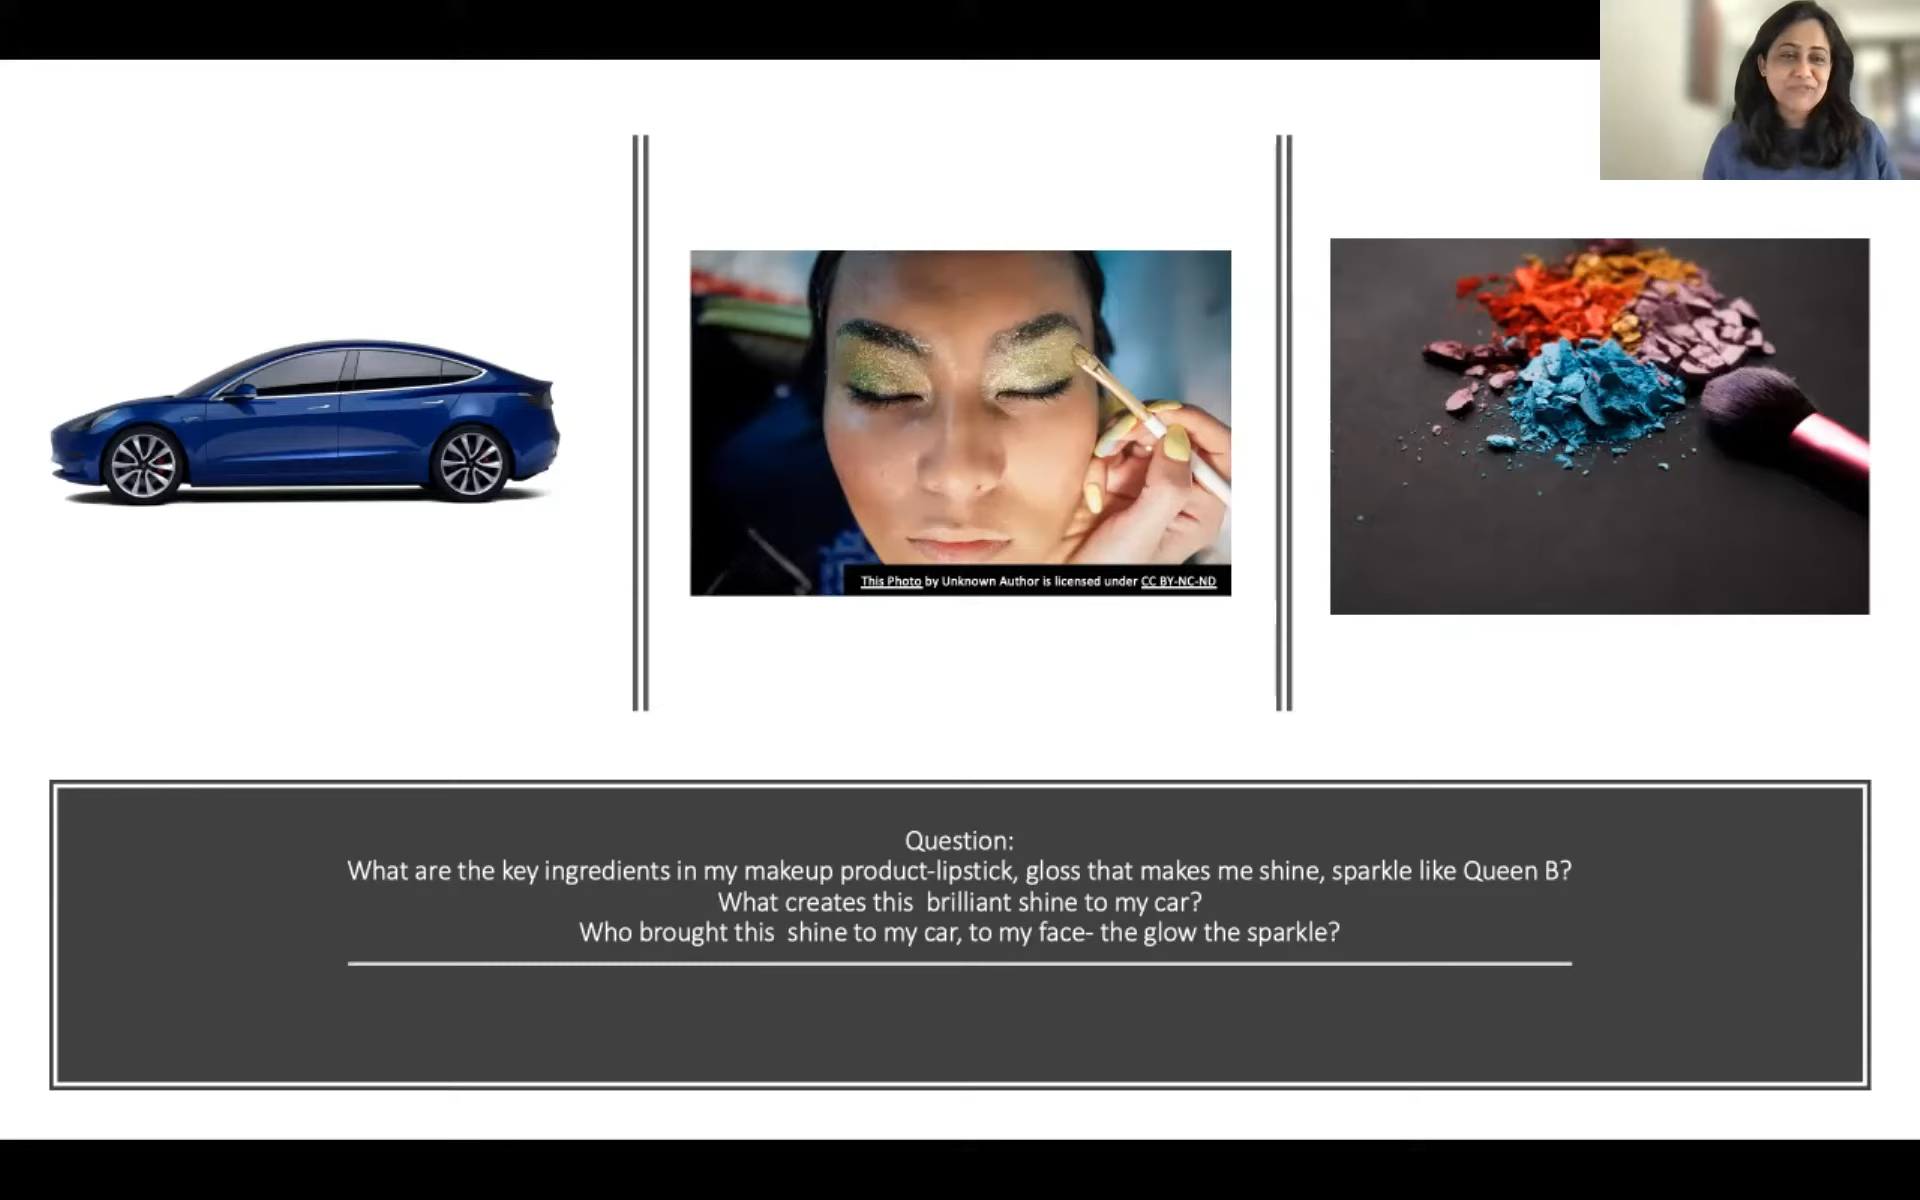 This Photo by Unknown Author is licensed under CC BY-NC-ND
Question:
What are the key ingredients in my makeup product-lipstick, gloss that makes me shine, sparkle like Queen B?
What creates this  brilliant shine to my car?
Who brought this  shine to my car, to my face- the glow the sparkle?